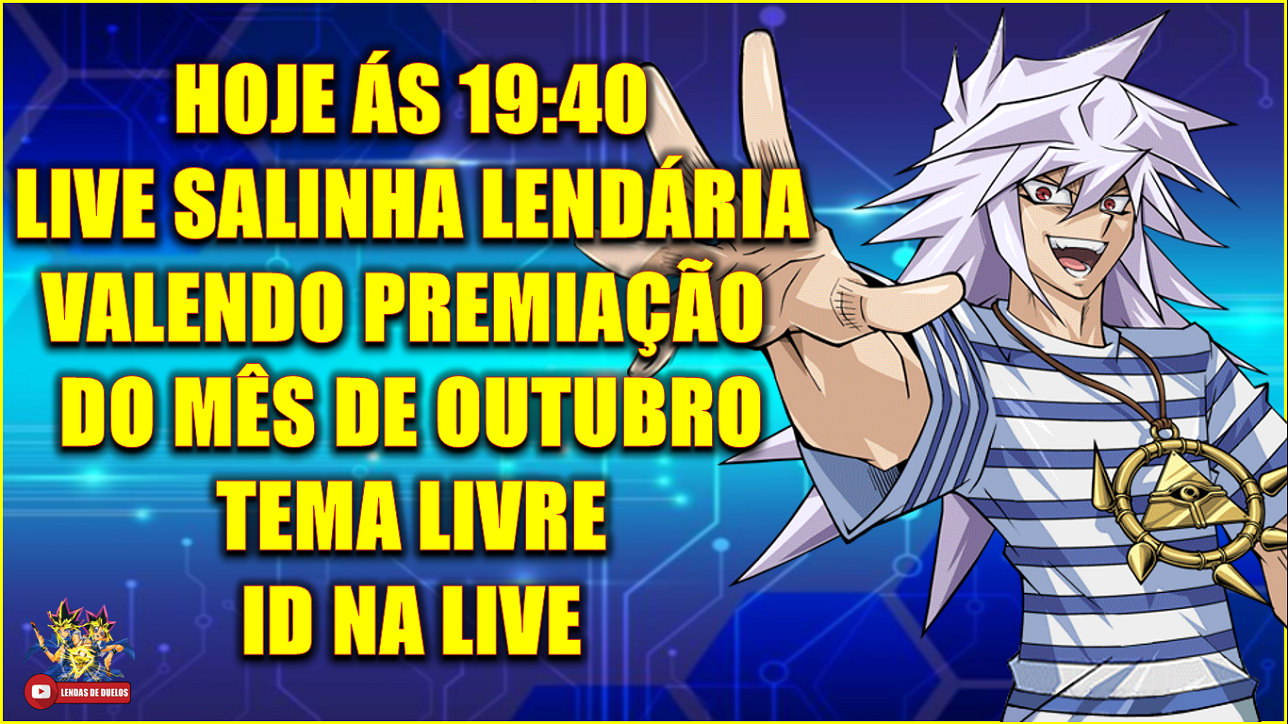 HOJE ÁS 19:40
LIVE SALINHA LENDÁRIA
VALENDO PREMIAÇÃO
DO MÊS DE OUTUBRO
TEMA LIVRE
ID NA LIVE
LENDAS DE DUELOS